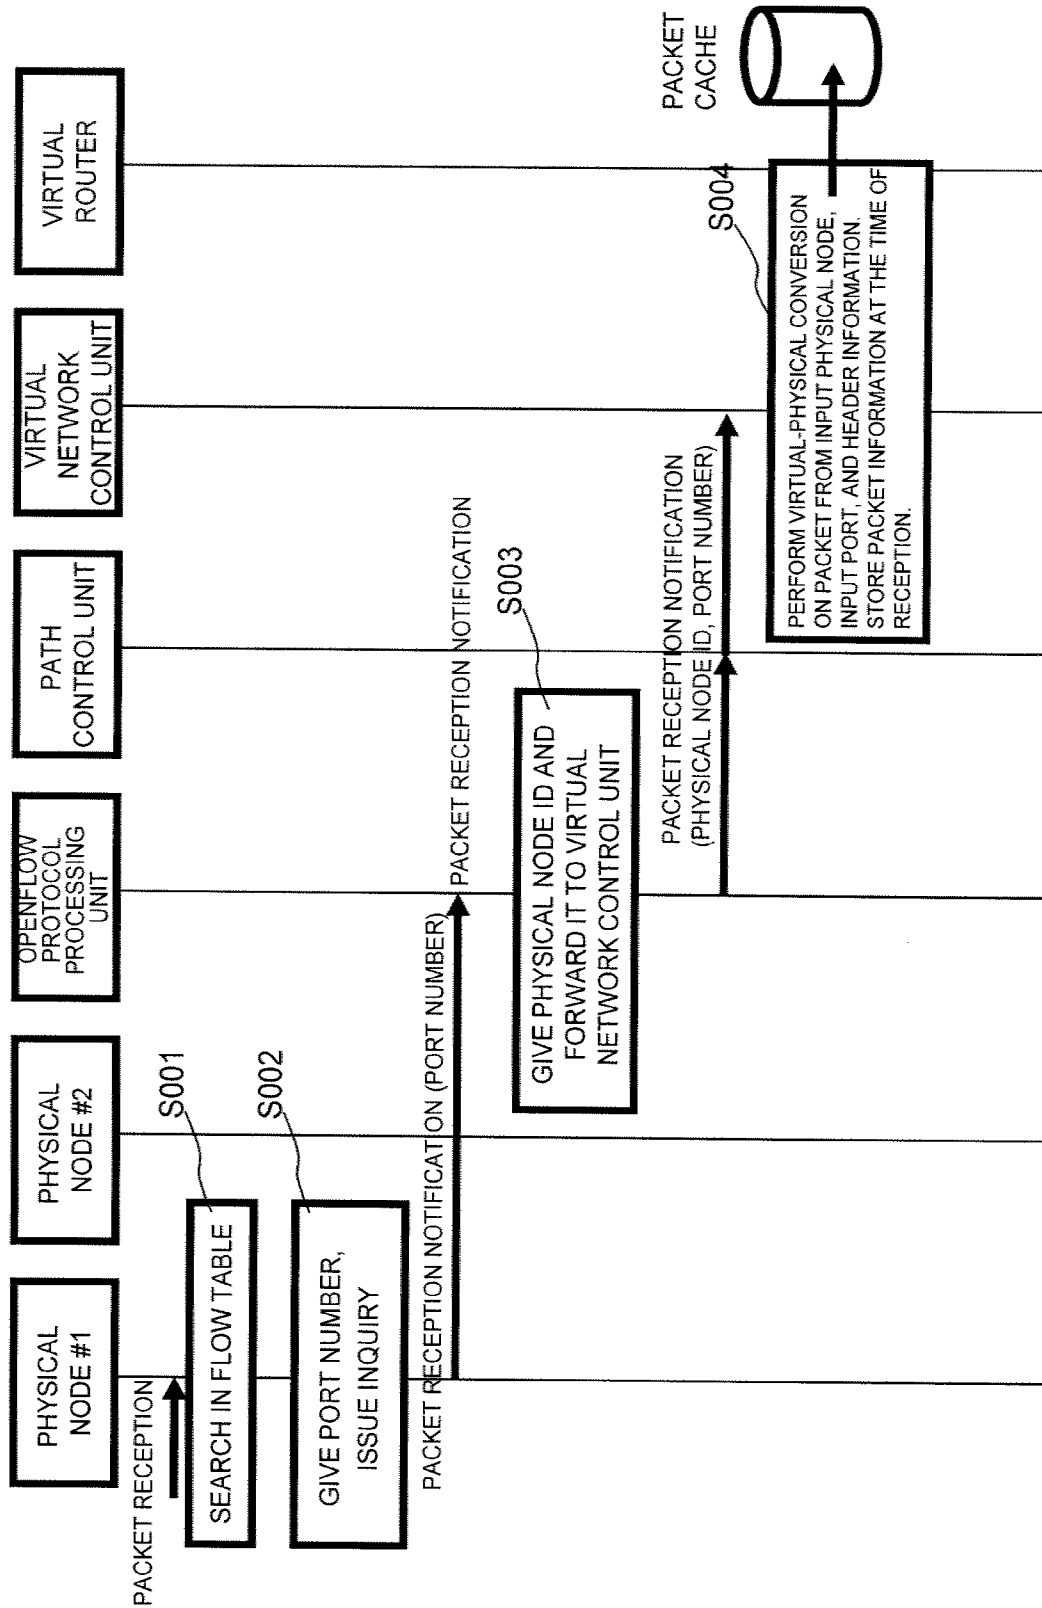 PHYSICAL
NODE #1
PHYSICAL
NODE #2
OPENFLOW
PROTOCOL
PROCESSING
UNIT
PATH
CONTROL UNIT
VIRTUAL
NETWORK
CONTROL UNIT
VIRTUAL
ROUTER
PACKET RECEPTION
S001
SEARCH IN FLOW TABLE
S002
GIVE PORT NUMBER,
ISSUE INQUIRY
PACKET RECEPTION NOTIFICATION (PORT NUMBER)
PACKET RECEPTION NOTIFICATION
S003
GIVE PHYSICAL NODE ID AND
FORWARD IT TO VIRTUAL
NETWORK CONTROL UNIT
PACKET RECEPTION NOTIFICATION
(PHYSICAL NODE ID, PORT NUMBER)
S004
PERFORM VIRTUAL-PHYSICAL CONVERSION
ON PACKET FROM INPUT PHYSICAL NODE,
INPUT PORT, AND HEADER INFORMATION.
STORE PACKET INFORMATION AT THE TIME OF
RECEPTION.
PACKET
CACHE